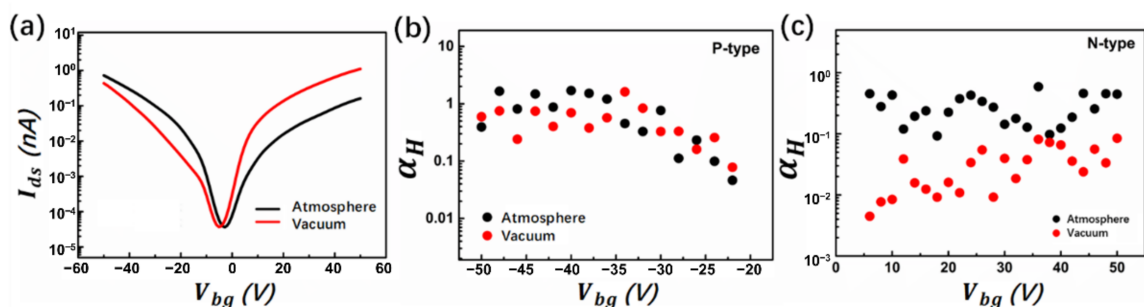 (a)
10¹
10⁰
10⁻¹
10⁻²
10⁻³
10⁻⁴
10⁻⁵
I_ds (nA)
Atmosphere
Vacuum
−60 −40 −20 0 20 40 60
V_bg (V)
(b)
P-type
10
1
0.1
0.01
α_H
Atmosphere
Vacuum
−50 −45 −40 −35 −30 −25 −20
V_bg (V)
(c)
N-type
10⁰
10⁻¹
10⁻²
10⁻³
α_H
Atmosphere
Vacuum
0 10 20 30 40 50
V_bg (V)